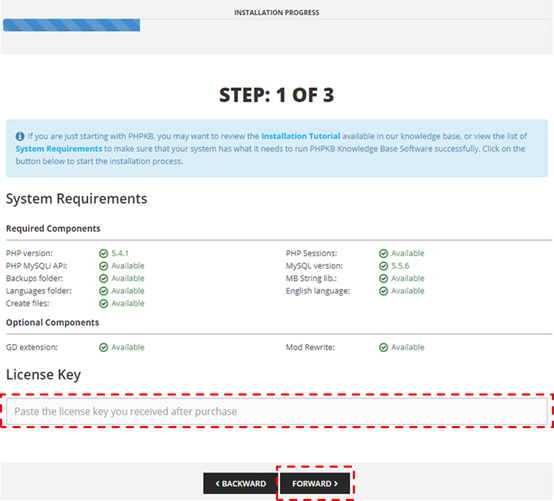 INSTALLATION PROGRESS
STEP: 1 OF 3
If you are just starting with PHPKB, you may want to review the Installation Tutorial available in our knowledge base, or view the list of
System Requirements to make sure that your system has what it needs to run PHPKB Knowledge Base Software successfully. Click on the
button below to start the installation process.
System Requirements
Required Components
PHP version: 5.4.1 PHP Sessions: Available
PHP MySQLi API: Available MySQL version: 5.5.6
Backups folder: Available MB String lib.: Available
Languages folder: Available English language: Available
Create files: Available
Optional Components
GD extension: Available Mod Rewrite: Available
License Key
Paste the license key you received after purchase
BACKWARD FORWARD